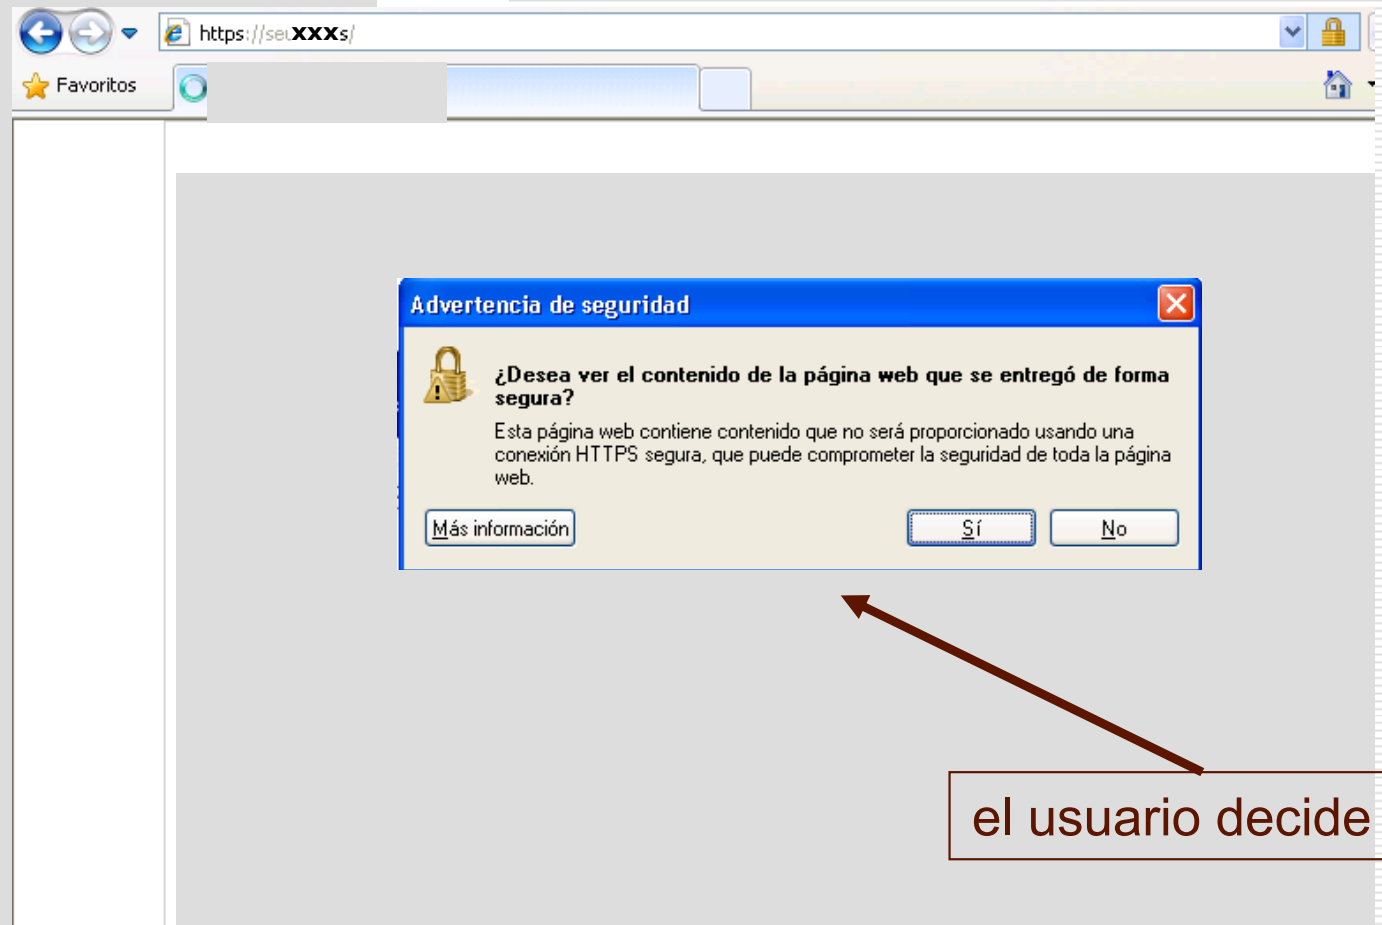 https://seuXXXs/
Favoritos
Advertencia de seguridad
¿Desea ver el contenido de la página web que se entregó de forma
segura?
Esta página web contiene contenido que no será proporcionado usando una
conexión HTTPS segura, que puede comprometer la seguridad de toda la página
web.
Más información
Sí
No
el usuario decide